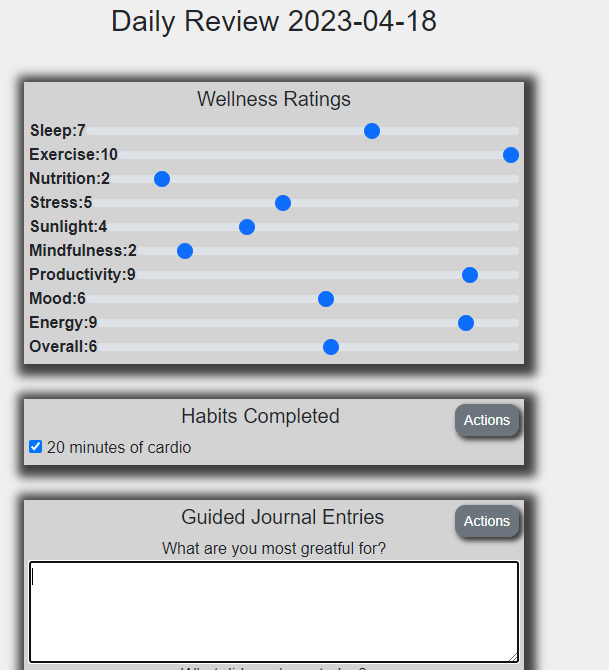 Daily Review 2023-04-18
Wellness Ratings
Sleep:7
Exercise:10
Nutrition:2
Stress:5
Sunlight:4
Mindfulness:2
Productivity:9
Mood:6
Energy:9
Overall:6
Habits Completed
Actions
20 minutes of cardio
Guided Journal Entries
Actions
What are you most greatful for?